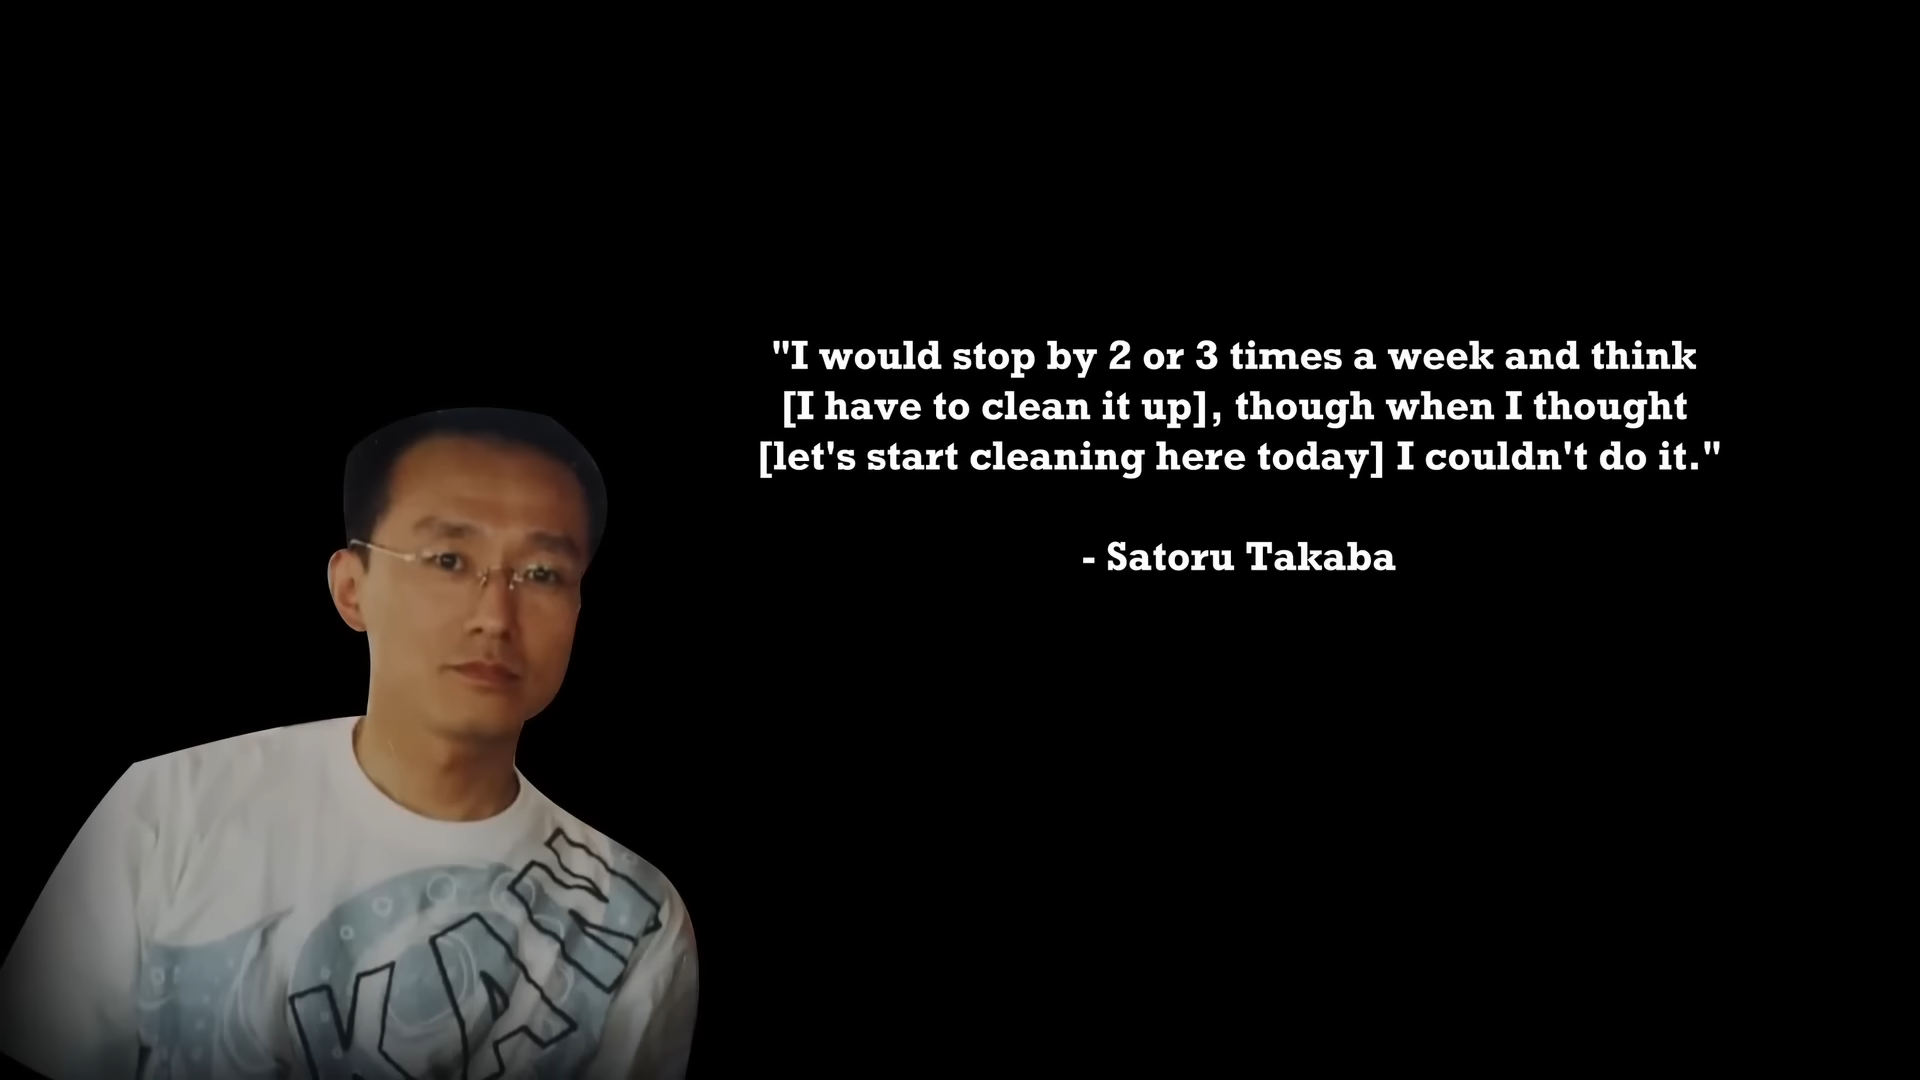 "I would stop by 2 or 3 times a week and think
[I have to clean it up], though when I thought
[let's start cleaning here today] I couldn't do it."
- Satoru Takaba
KAN